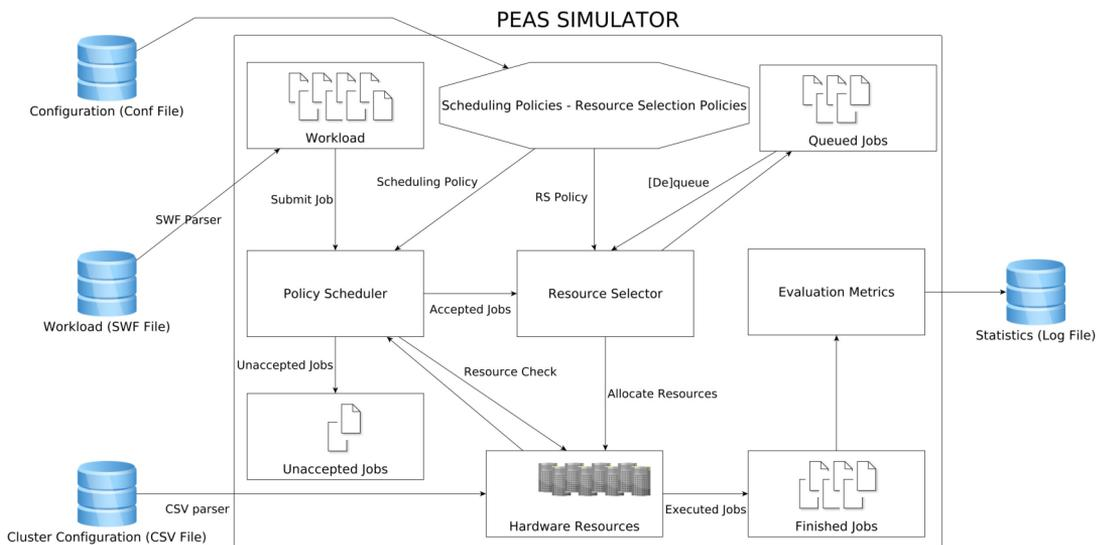 PEAS SIMULATOR
Configuration (Conf File)
Workload
Scheduling Policies - Resource Selection Policies
Queued Jobs
Scheduling Policy
[De]queue
Submit Job
RS Policy
SWF Parser
Policy Scheduler
Accepted Jobs
Resource Selector
Evaluation Metrics
Workload (SWF File)
Statistics (Log File)
Unaccepted Jobs
Resource Check
Allocate Resources
Unaccepted Jobs
CSV parser
Executed Jobs
Hardware Resources
Finished Jobs
Cluster Configuration (CSV File)